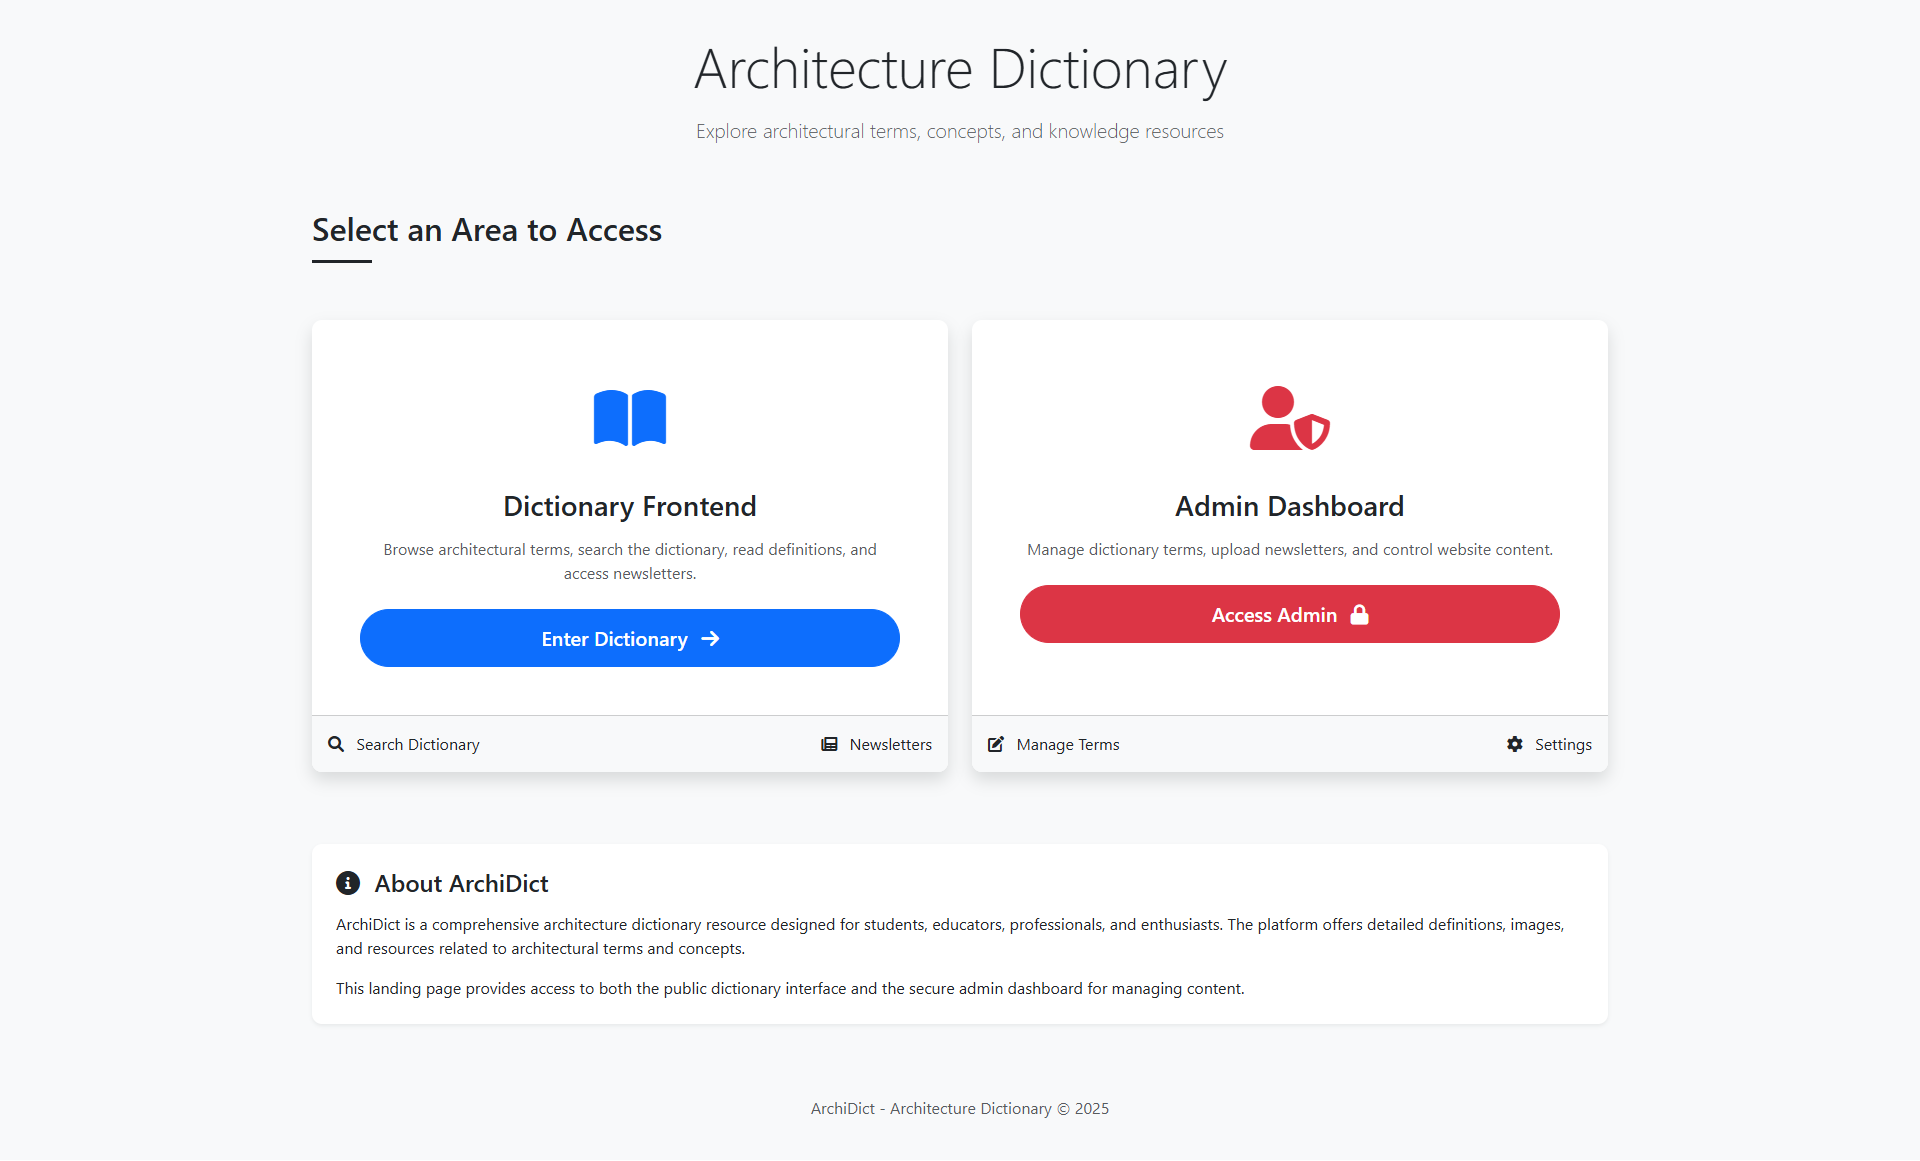 Architecture Dictionary
Explore architectural terms, concepts, and knowledge resources
Select an Area to Access
Dictionary Frontend
Browse architectural terms, search the dictionary, read definitions, and
access newsletters.
Enter Dictionary
Search Dictionary
Newsletters
Admin Dashboard
Manage dictionary terms, upload newsletters, and control website content.
Access Admin
Manage Terms
Settings
About ArchiDict
ArchiDict is a comprehensive architecture dictionary resource designed for students, educators, professionals, and enthusiasts. The platform offers detailed definitions, images,
and resources related to architectural terms and concepts.
This landing page provides access to both the public dictionary interface and the secure admin dashboard for managing content.
ArchiDict - Architecture Dictionary © 2025